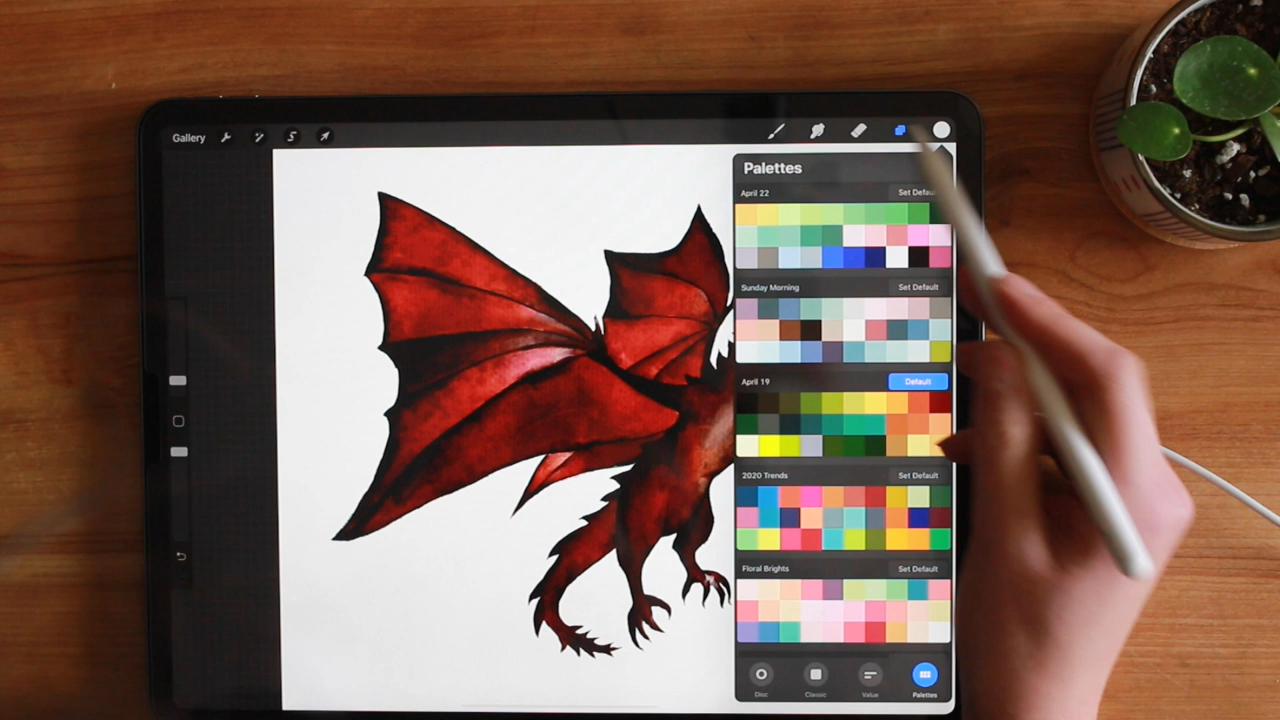 Gallery
Palettes
April 22
Set Defau
Sunday Morning
Set Default
April 19
Default
2020 Trends
Set Default
Floral Brights
Set Default
Disc
Classic
Value
Palettes